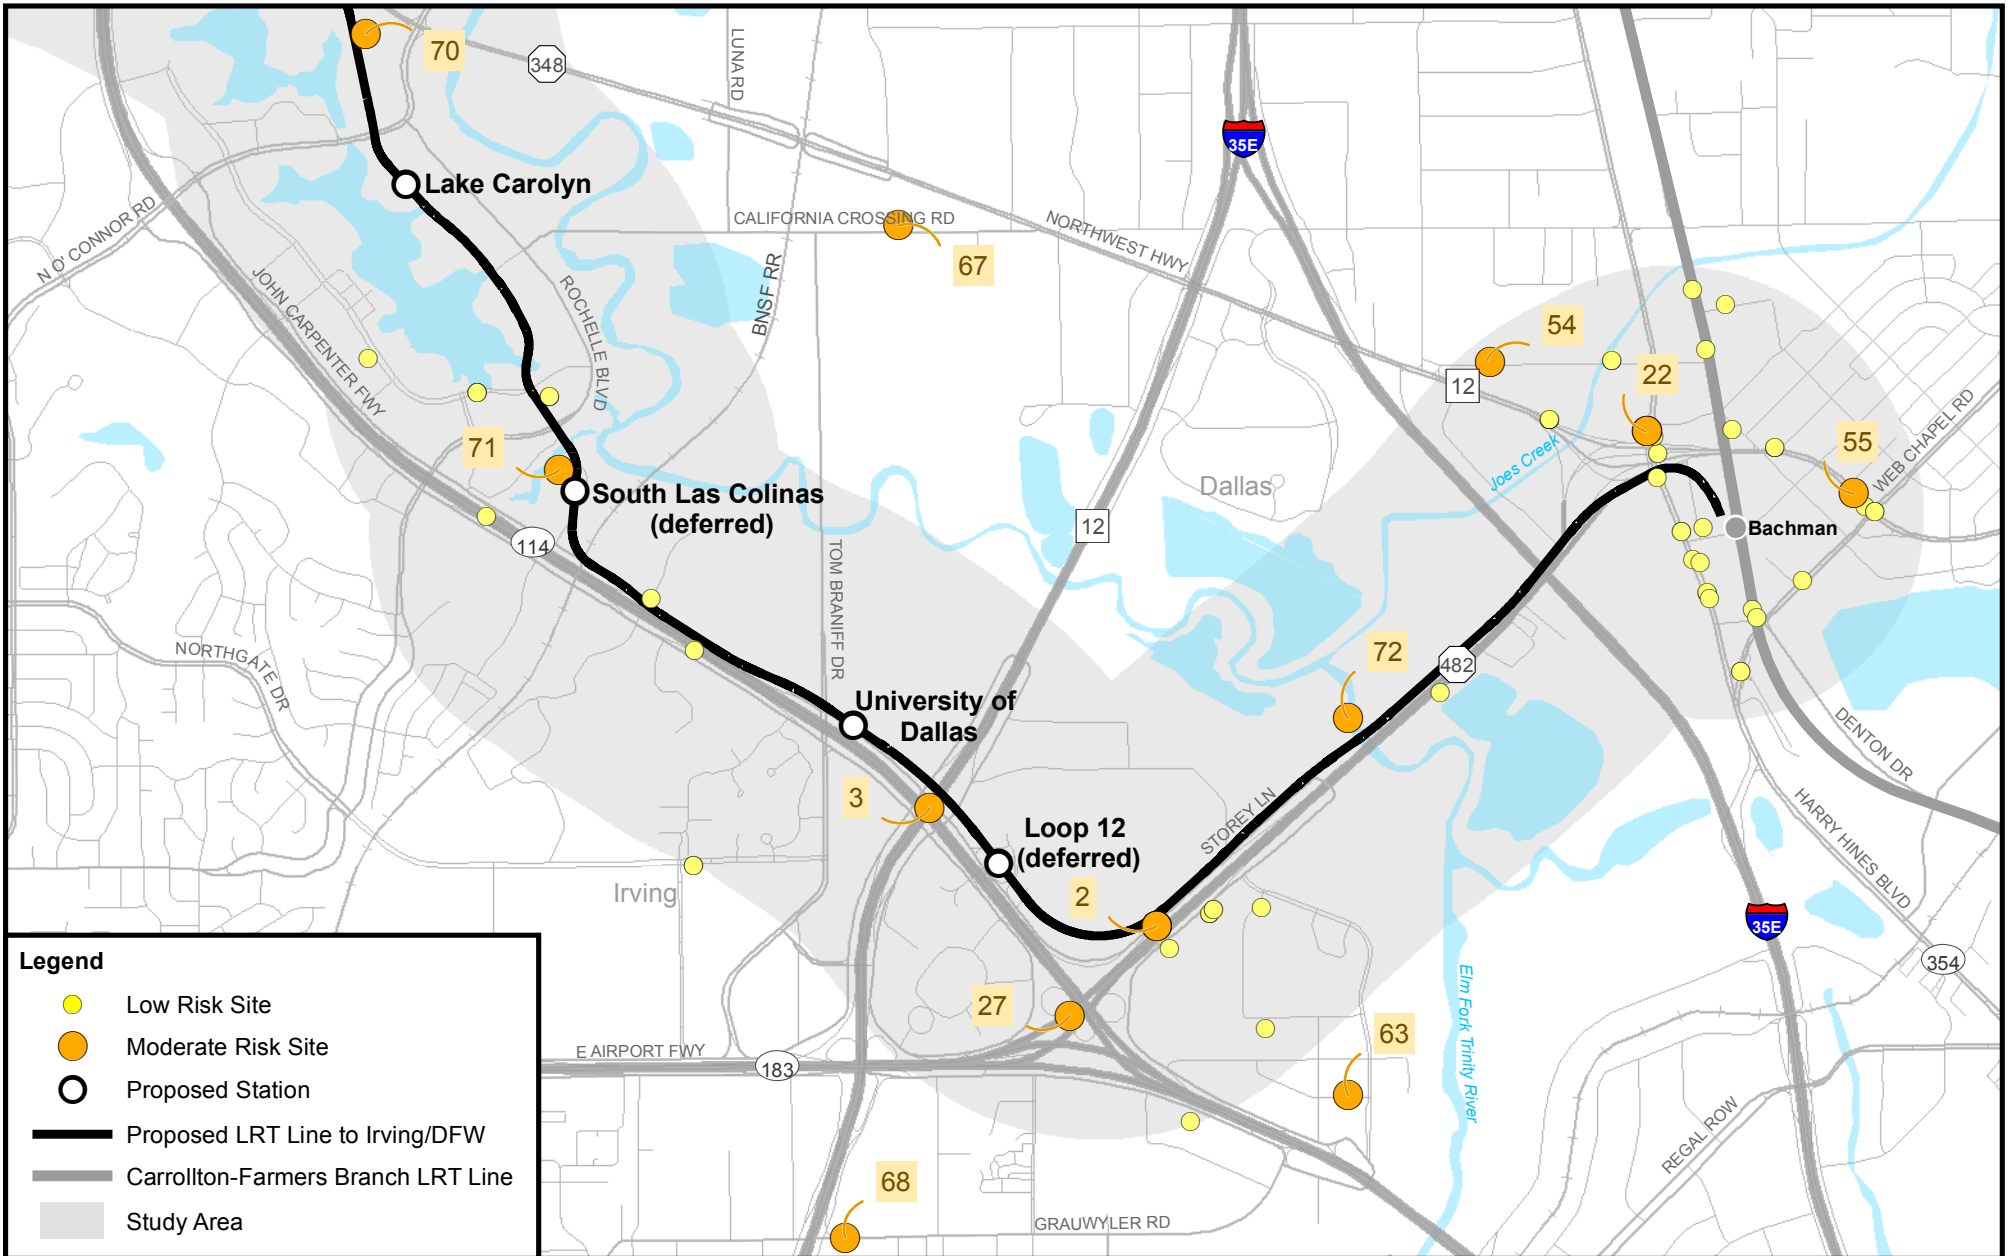 70
348
LUNA RD
35E
Lake Carolyn
N O' CONNOR RD
CALIFORNIA CROSSING RD
67
NORTHWEST HWY
JOHN CARPENTER FWY
ROCHELLE BLVD
BNSF RR
54
22
12
55
WEB CHAPEL RD
Joes Creek
71
South Las Colinas
(deferred)
Dallas
12
114
Bachman
TOM BRANIFF DR
NORTHGATE DR
72
482
University of
Dallas
DENTON DR
3
Loop 12
(deferred)
STOREY LN
HARRY HINES BLVD
2
Irving
35E
354
27
63
Elm Fork Trinity River
E AIRPORT FWY
183
REGAL ROW
68
GRAUWYLER RD
Legend
Low Risk Site
Moderate Risk Site
Proposed Station
Proposed LRT Line to Irving/DFW
Carrollton-Farmers Branch LRT Line
Study Area